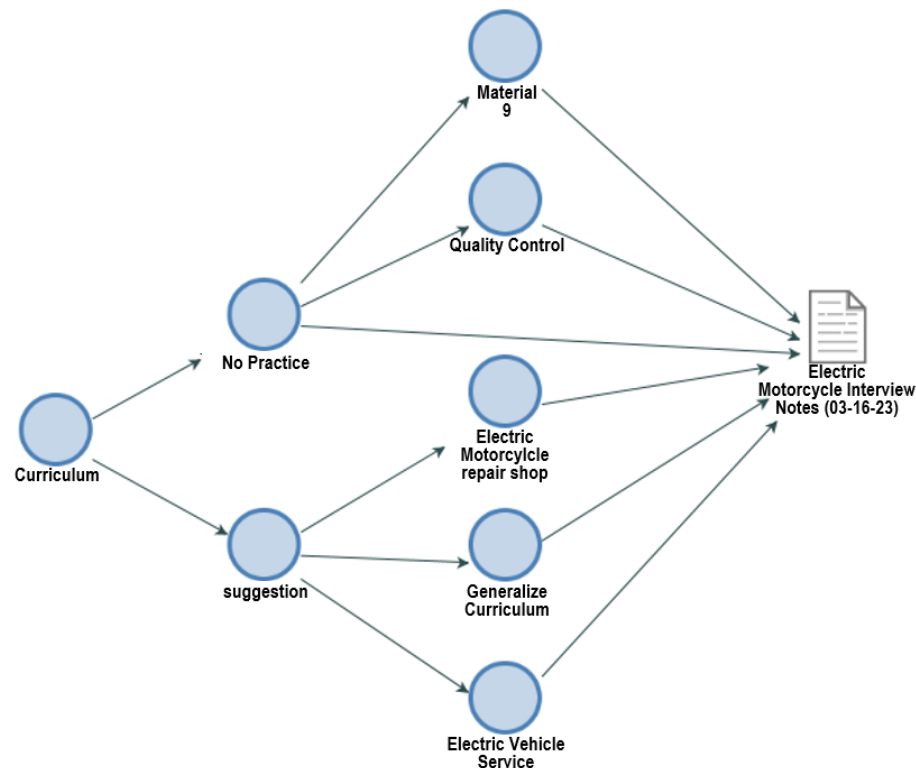 Material
9
Quality Control
No Practice
Electric
Motorcycle Interview
Notes (03-16-23)
Curriculum
Electric
Motorcylcle
repair shop
suggestion
Generalize
Curriculum
Electric Vehicle
Service